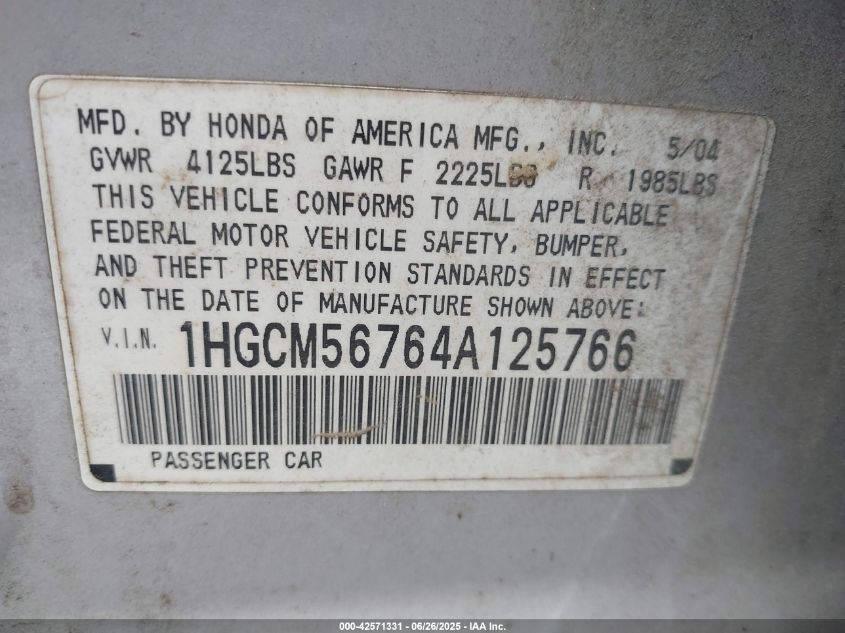 MFD. BY HONDA OF AMERICA MFG., INC. 5/04
GVWR 4125LBS GAWR F 2225LBS R 1985LBS
THIS VEHICLE CONFORMS TO ALL APPLICABLE
FEDERAL MOTOR VEHICLE SAFETY, BUMPER,
AND THEFT PREVENTION STANDARDS IN EFFECT
ON THE DATE OF MANUFACTURE SHOWN ABOVE:
V.I.N. 1HGCM56764A125766
PASSENGER CAR
000-42571331 | 06/26/2025 - IAA Inc.